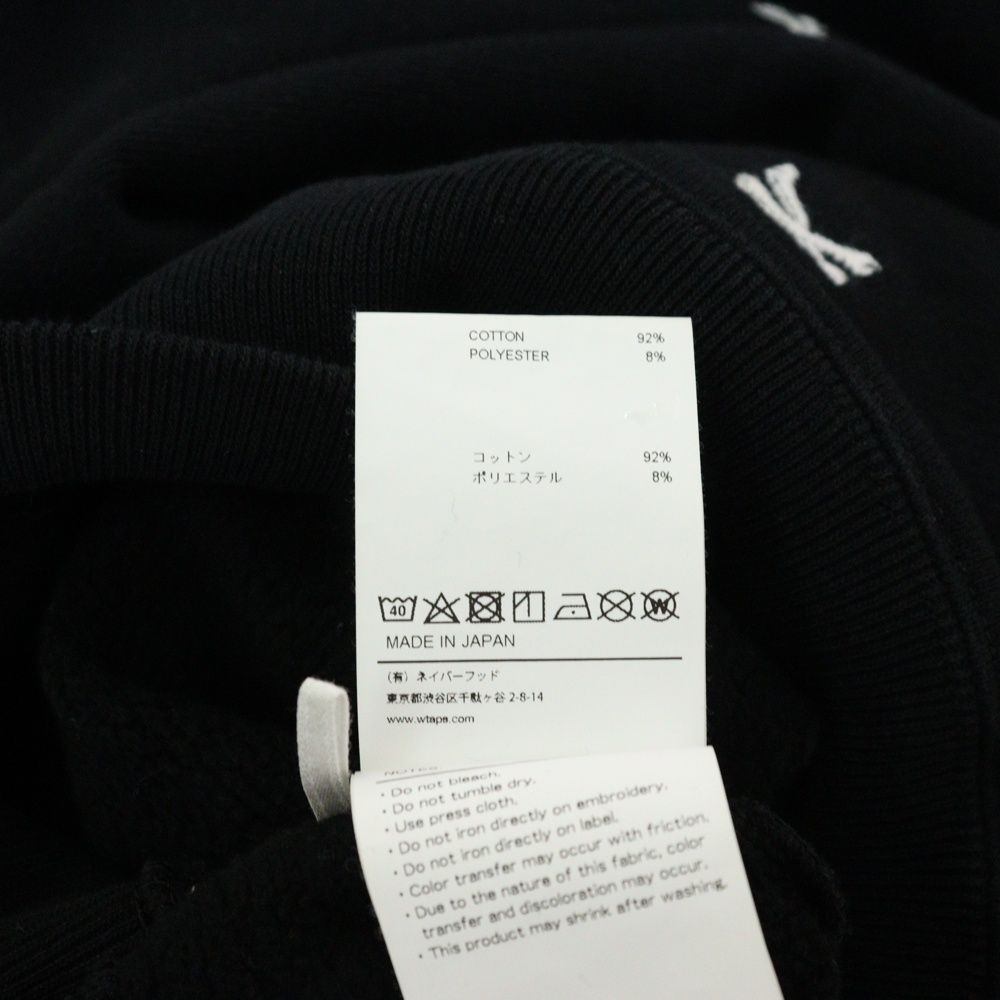 K
COTTON 92%
POLYESTER 8%
コットン 92%
ポリエステル 8%
40 W
MADE IN JAPAN
(有) ネイバーフッド
東京都渋谷区千駄ヶ谷 2-8-14
www.wtaps.com
NOTES
・Do not bleach.
・Do not tumble dry.
・Use press cloth.
・Do not iron directly on embroidery.
・Do not iron directly on label.
・Color transfer may occur with friction.
・Due to the nature of this fabric, color
transfer and discoloration may occur.
・This product may shrink after washing.